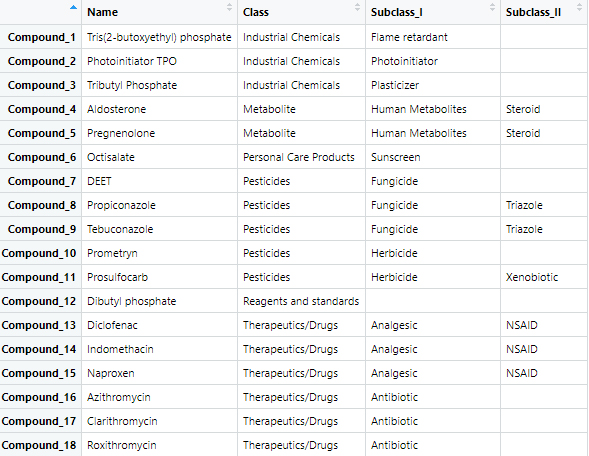 Name Class Subclass_I Subclass_II
Compound_1 Tris(2-butoxyethyl) phosphate Industrial Chemicals Flame retardant
Compound_2 Photoinitiator TPO Industrial Chemicals Photoinitiator
Compound_3 Tributyl Phosphate Industrial Chemicals Plasticizer
Compound_4 Aldosterone Metabolite Human Metabolites Steroid
Compound_5 Pregnenolone Metabolite Human Metabolites Steroid
Compound_6 Octisalate Personal Care Products Sunscreen
Compound_7 DEET Pesticides Fungicide
Compound_8 Propiconazole Pesticides Fungicide Triazole
Compound_9 Tebuconazole Pesticides Fungicide Triazole
Compound_10 Prometryn Pesticides Herbicide
Compound_11 Prosulfocarb Pesticides Herbicide Xenobiotic
Compound_12 Dibutyl phosphate Reagents and standards
Compound_13 Diclofenac Therapeutics/Drugs Analgesic NSAID
Compound_14 Indomethacin Therapeutics/Drugs Analgesic NSAID
Compound_15 Naproxen Therapeutics/Drugs Analgesic NSAID
Compound_16 Azithromycin Therapeutics/Drugs Antibiotic
Compound_17 Clarithromycin Therapeutics/Drugs Antibiotic
Compound_18 Roxithromycin Therapeutics/Drugs Antibiotic